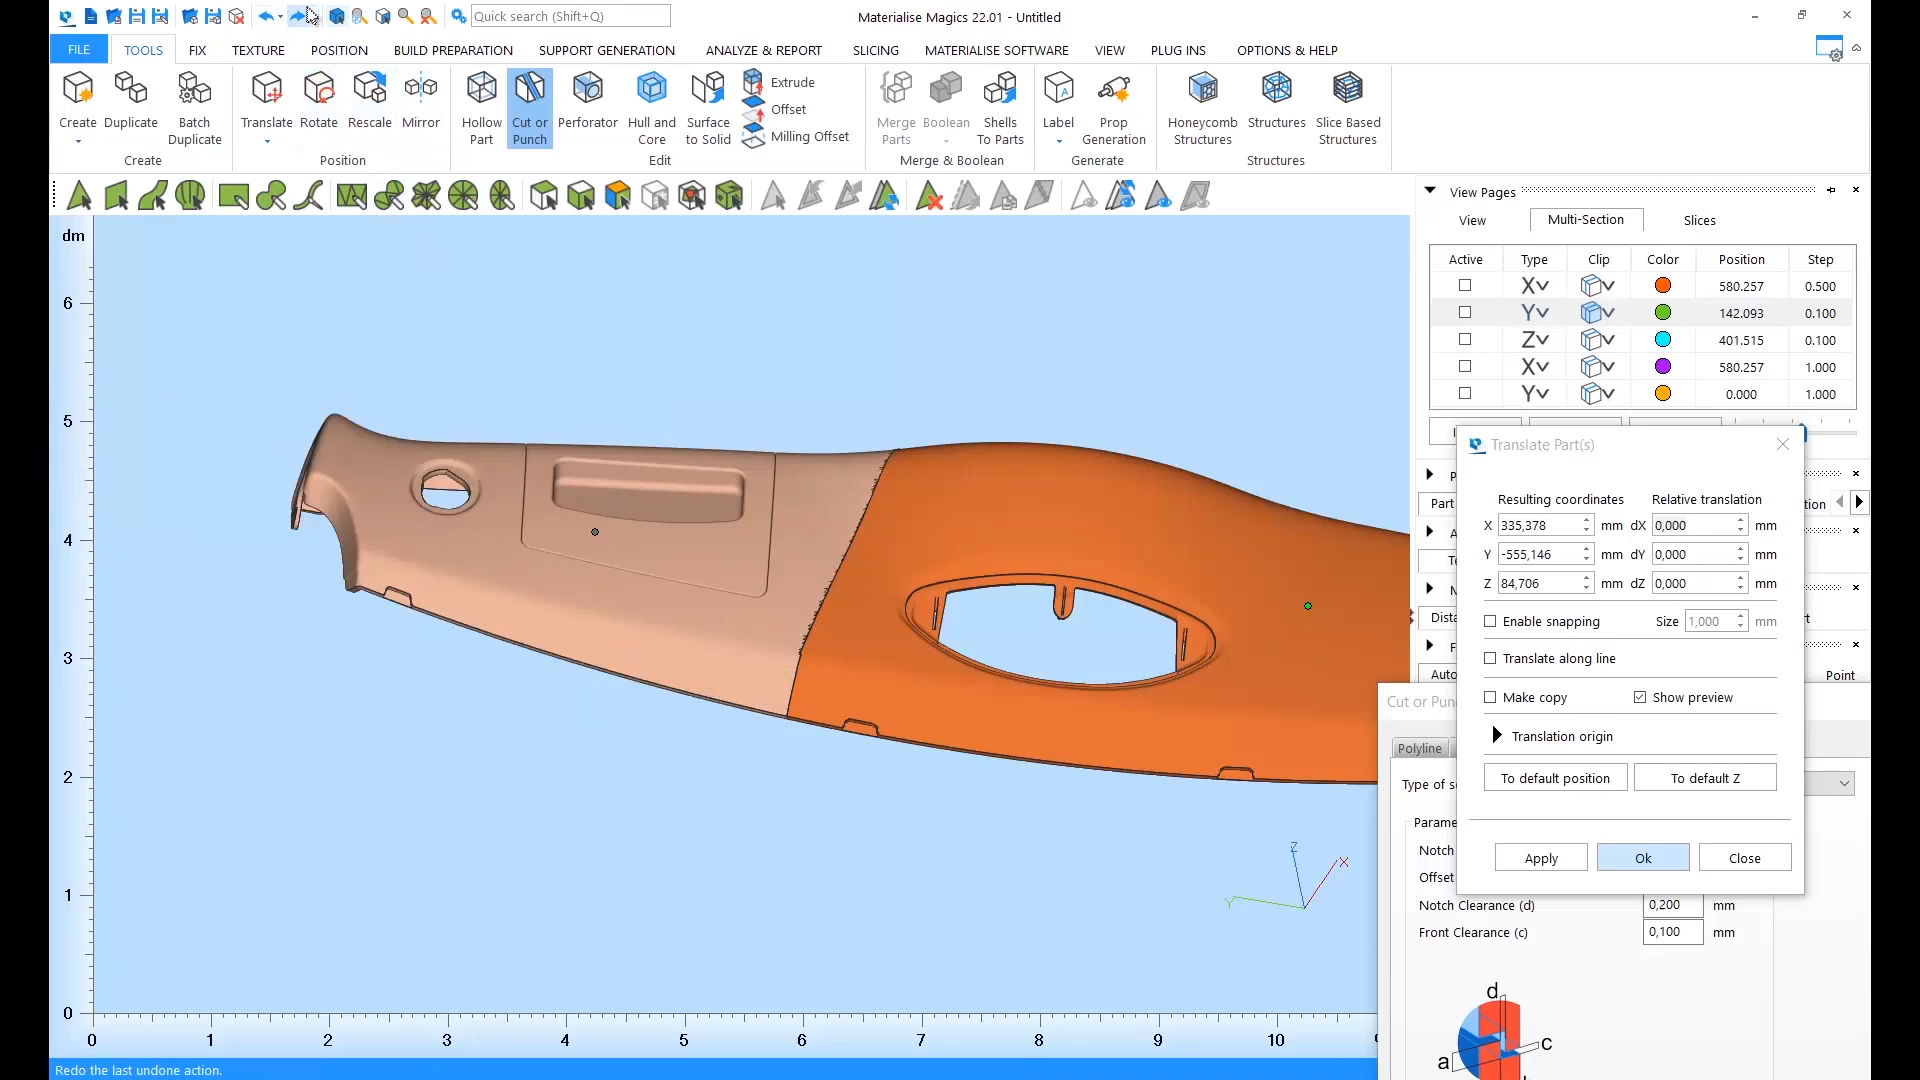 Quick search (Shift+Q)
Materialise Magics 22.01 - Untitled
FILE TOOLS FIX TEXTURE POSITION BUILD PREPARATION SUPPORT GENERATION ANALYZE & REPORT SLICING MATERIALISE SOFTWARE VIEW PLUG INS OPTIONS & HELP
Create Duplicate Batch Duplicate Translate Rotate Rescale Mirror Hollow Part Cut or Punch Perforator Hull and Core Surface to Solid
Extrude
Offset
Milling Offset
Merge Parts Boolean Shells To Parts Label Prop Generation Honeycomb Structures Structures Slice Based Structures
Create Position Edit Merge & Boolean Generate Structures
View Pages
View Multi-Section Slices
Active Type Clip Color Position Step
X 580.257 0.500
Y 142.093 0.100
Z 401.515 0.100
X 580.257 1.000
Y 0.000 1.000
Translate Part(s)
Resulting coordinates Relative translation
X 335,378 mm dX 0,000 mm
Y -555,146 mm dY 0,000 mm
Z 84,706 mm dZ 0,000 mm
Enable snapping Size 1,000 mm
Translate along line
Make copy Show preview
Translation origin
To default position To default Z
Apply Ok Close
Part
Point
Polyline
Notch
Offset
Notch Clearance (d) 0,200 mm
Front Clearance (c) 0,100 mm
d
c
a
dm
6
5
4
3
2
1
0
0 1 2 3 4 5 6 7 8 9 10
Z
X
Y
Redo the last undone action.